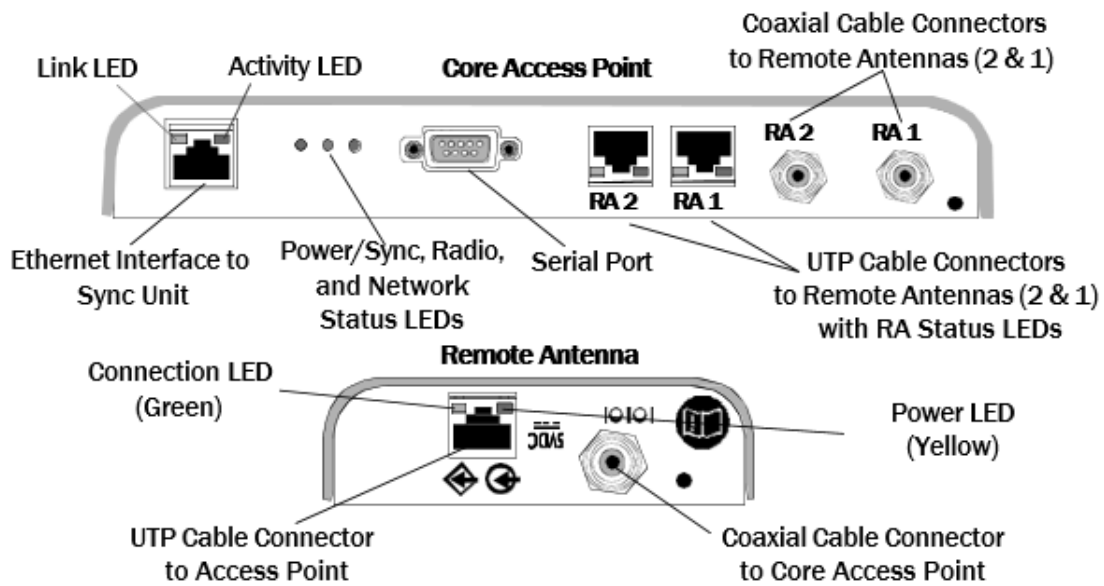 Coaxial Cable Connectors
to Remote Antennas (2 & 1)
Link LED
Activity LED
Core Access Point
RA 2
RA 1
RA 2
RA 1
Ethernet Interface to
Sync Unit
Power/Sync, Radio,
and Network
Status LEDs
Serial Port
UTP Cable Connectors
to Remote Antennas (2 & 1)
with RA Status LEDs
Remote Antenna
Connection LED
(Green)
Power LED
(Yellow)
5VDC
UTP Cable Connector
to Access Point
Coaxial Cable Connector
to Core Access Point